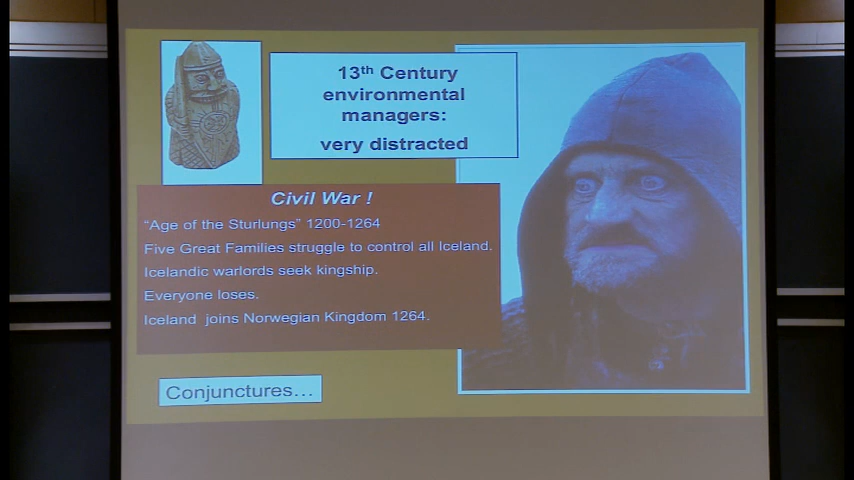 13th Century
environmental
managers:
very distracted
Civil War !
“Age of the Sturlungs” 1200-1264
Five Great Families struggle to control all Iceland.
Icelandic warlords seek kingship.
Everyone loses.
Iceland joins Norwegian Kingdom 1264.
Conjunctures…